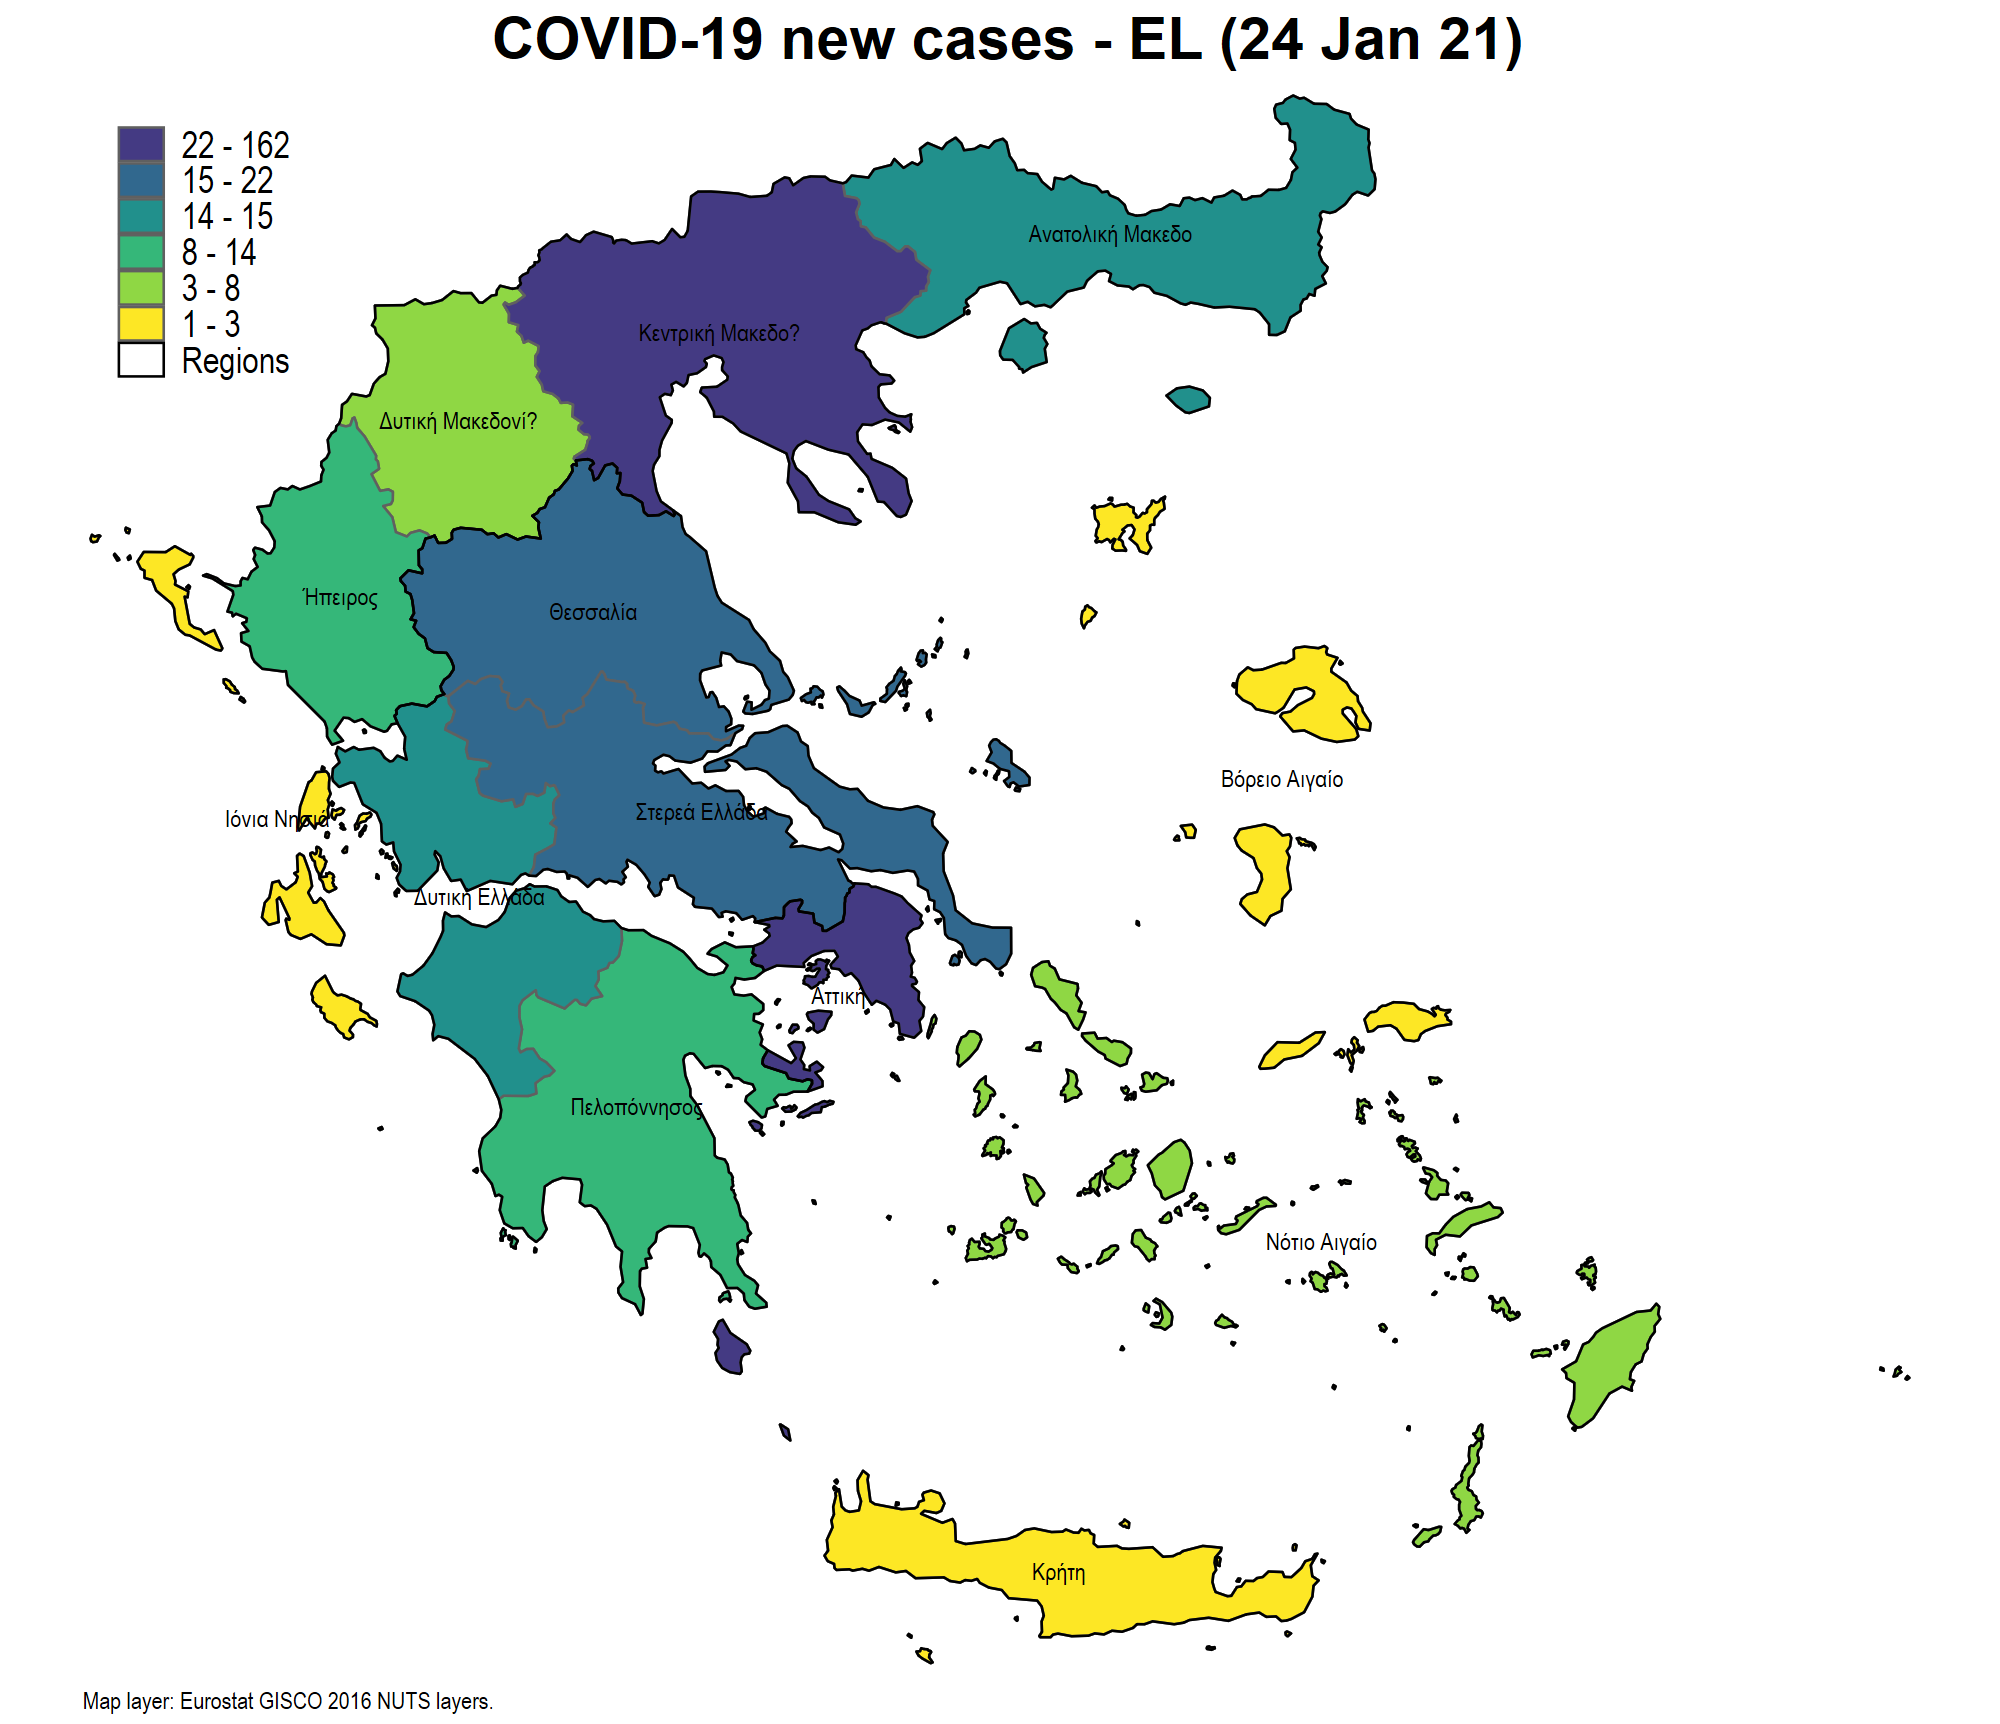 COVID-19 new cases - EL (24 Jan 21)
22 - 162
15 - 22
14 - 15
8 - 14
3 - 8
1 - 3
Regions
Ανατολική Μακεδο
Κεντρική Μακεδο?
Δυτική Μακεδονί?
Ήπειρος
Θεσσαλία
Βόρειο Αιγαίο
Στερεά Ελλάδα
Ιόνια Νησιά
Δυτική Ελλάδα
Αττική
Πελοπόννησος
Νότιο Αιγαίο
Κρήτη
Map layer: Eurostat GISCO 2016 NUTS layers.